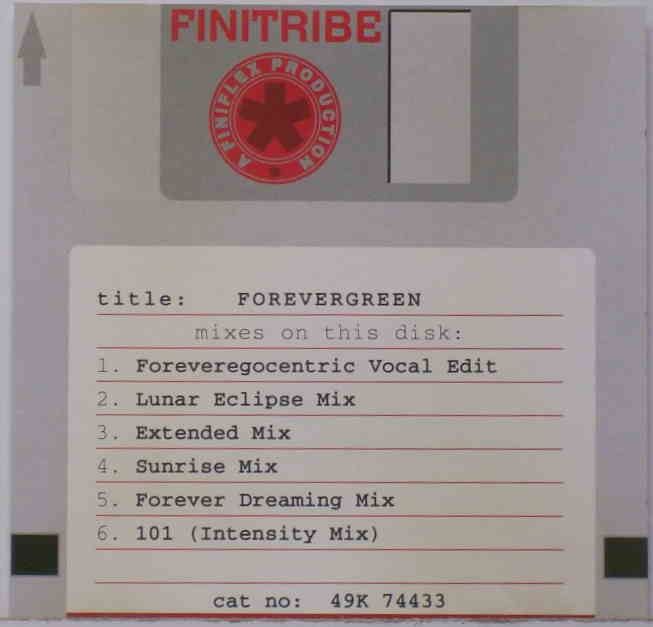 FINITRIBE
A FINIFLEX PRODUCTION
title: FOREVERGREEN
mixes on this disk:
1. Foreveregocentric Vocal Edit
2. Lunar Eclipse Mix
3. Extended Mix
4. Sunrise Mix
5. Forever Dreaming Mix
6. 101 (Intensity Mix)
cat no: 49K 74433